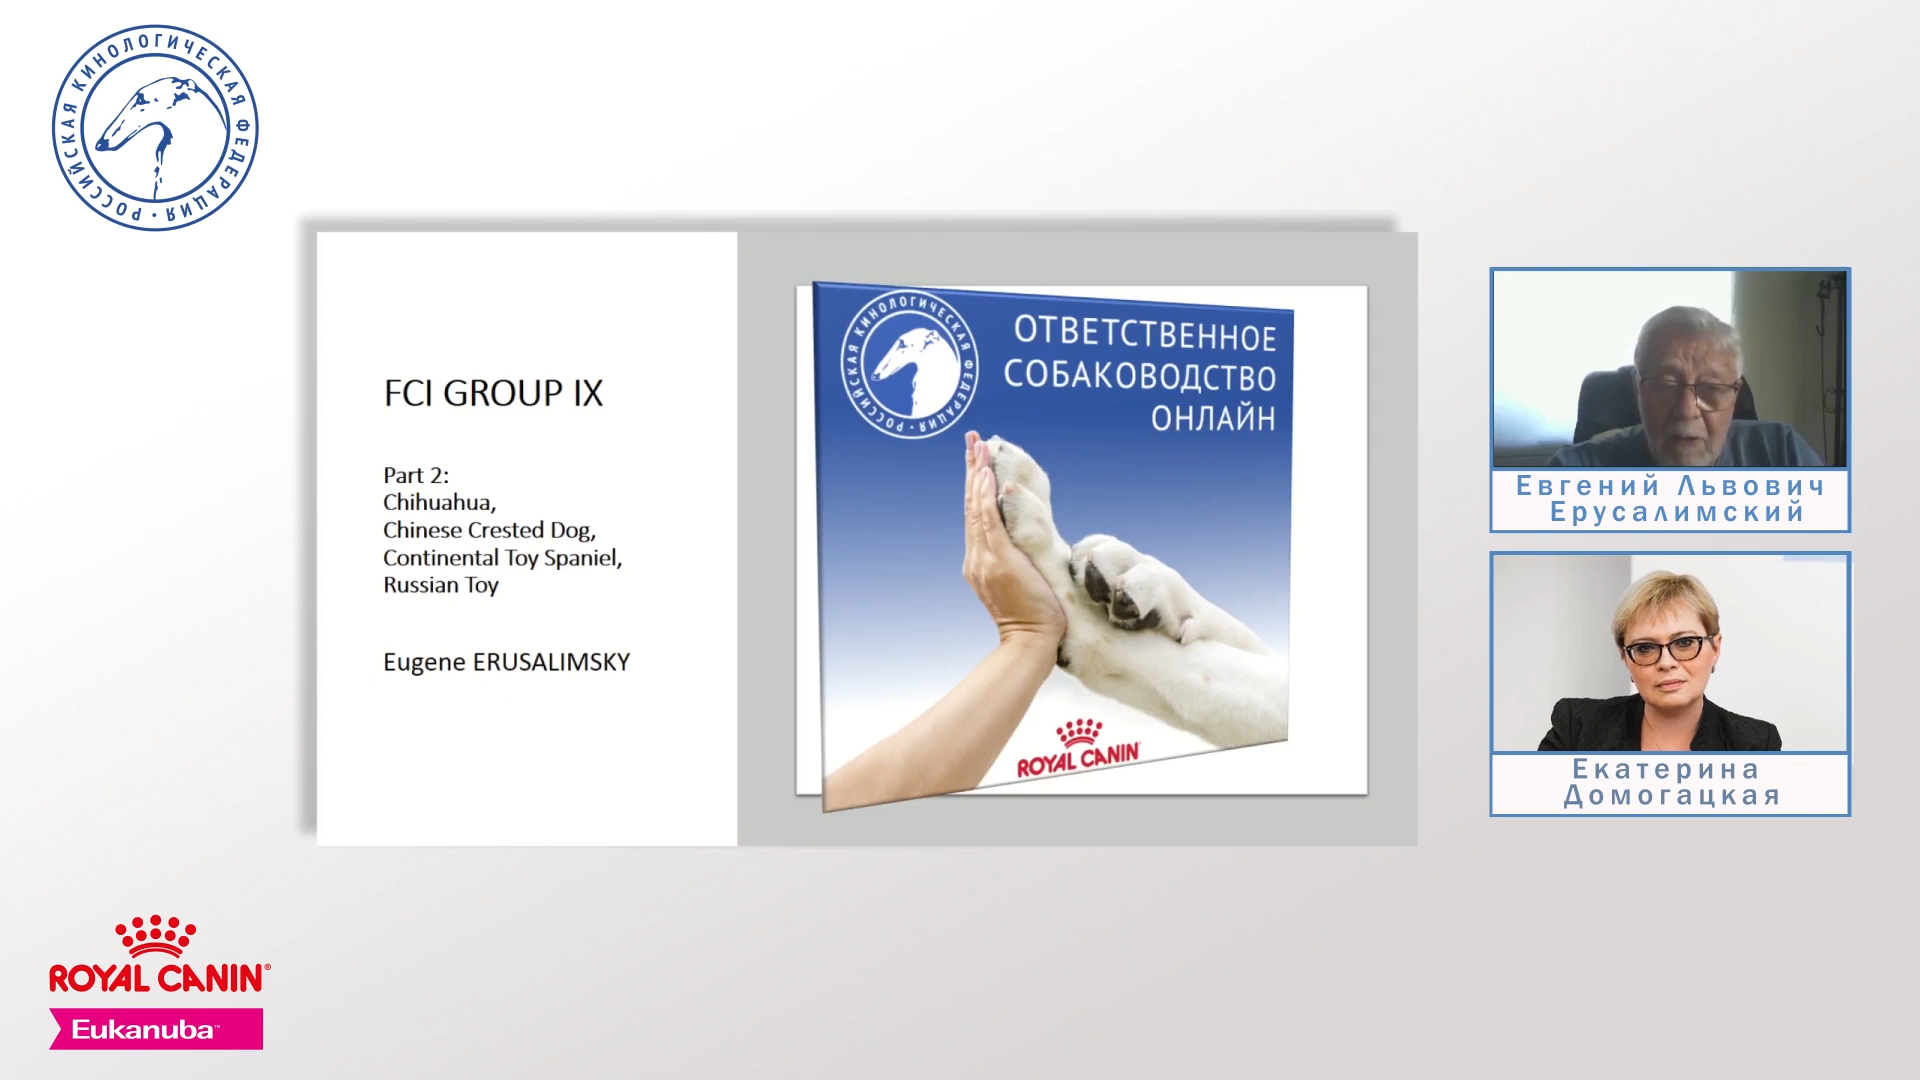 РОССИЙСКАЯ КИНОЛОГИЧЕСКАЯ ФЕДЕРАЦИЯ
FCI GROUP IX
Part 2:
Chihuahua,
Chinese Crested Dog,
Continental Toy Spaniel,
Russian Toy
Eugene ERUSALIMSKY
РОССИЙСКАЯ КИНОЛОГИЧЕСКАЯ ФЕДЕРАЦИЯ
ОТВЕТСТВЕННОЕ
СОБАКОВОДСТВО
ОНЛАЙН
ROYAL CANIN
Евгений Львович
Ерусалимский
Екатерина
Домогацкая
ROYAL CANIN®
Eukanuba™